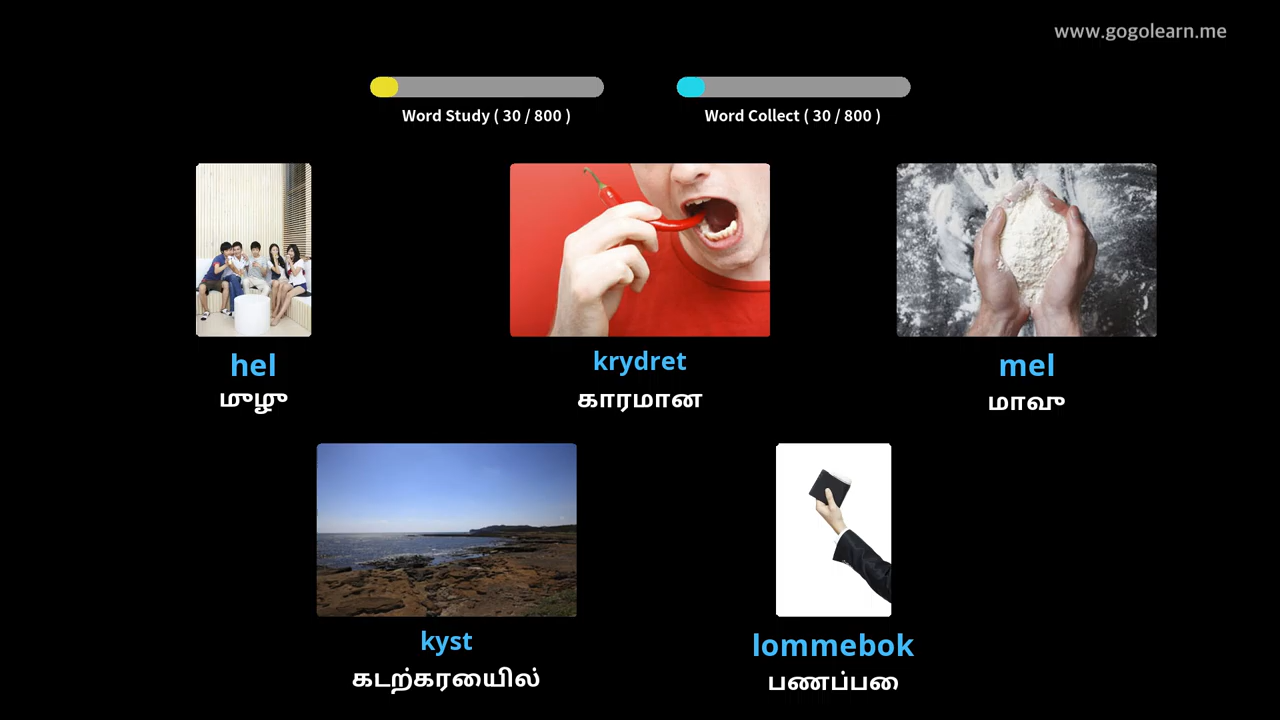 www.gogolearn.me
Word Study ( 30 / 800 )
Word Collect ( 30 / 800 )
hel
முழு
krydret
காரமான
mel
மாவு
kyst
கடற்கரையில்
lommebok
பணப்பை